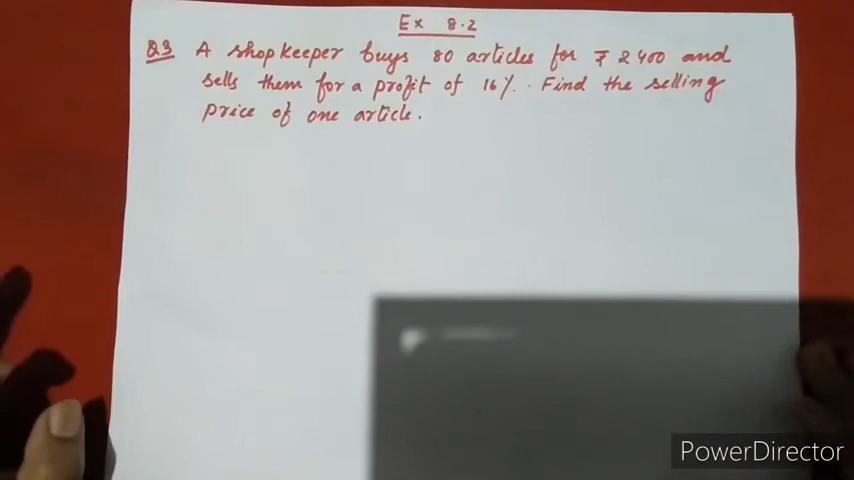 Ex 8.2
Q3 A shopkeeper buys 80 articles for ₹ 2400 and
sells them for a profit of 16%. Find the selling
price of one article.
PowerDirector